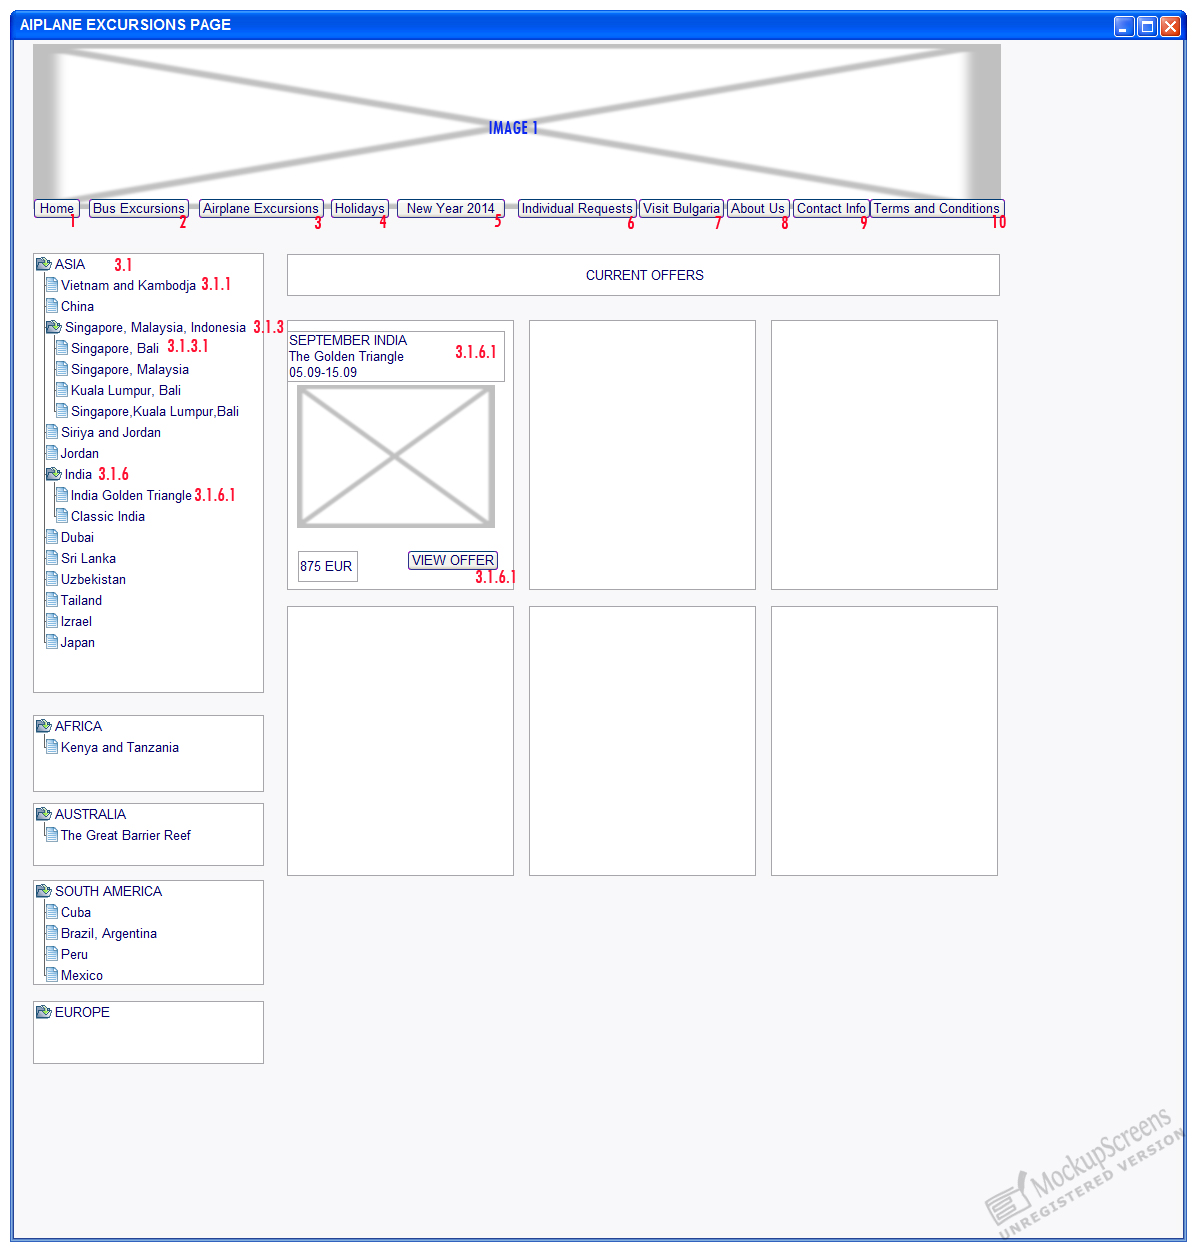 AIPLANE EXCURSIONS PAGE
IMAGE 1
Home Bus Excursions Airplane Excursions Holidays New Year 2014 Individual Requests Visit Bulgaria About Us Contact Info Terms and Conditions
1 2 3 4 5 6 7 8 9 10
ASIA 3.1
Vietnam and Kambodja 3.1.1
China
Singapore, Malaysia, Indonesia 3.1.3
Singapore, Bali 3.1.3.1
Singapore, Malaysia
Kuala Lumpur, Bali
Singapore,Kuala Lumpur,Bali
Siriya and Jordan
Jordan
India 3.1.6
India Golden Triangle 3.1.6.1
Classic India
Dubai
Sri Lanka
Uzbekistan
Tailand
Izrael
Japan
AFRICA
Kenya and Tanzania
AUSTRALIA
The Great Barrier Reef
SOUTH AMERICA
Cuba
Brazil, Argentina
Peru
Mexico
EUROPE
CURRENT OFFERS
SEPTEMBER INDIA
The Golden Triangle 3.1.6.1
05.09-15.09
875 EUR VIEW OFFER
3.1.6.1
MockupScreens
UNREGISTERED VERSION